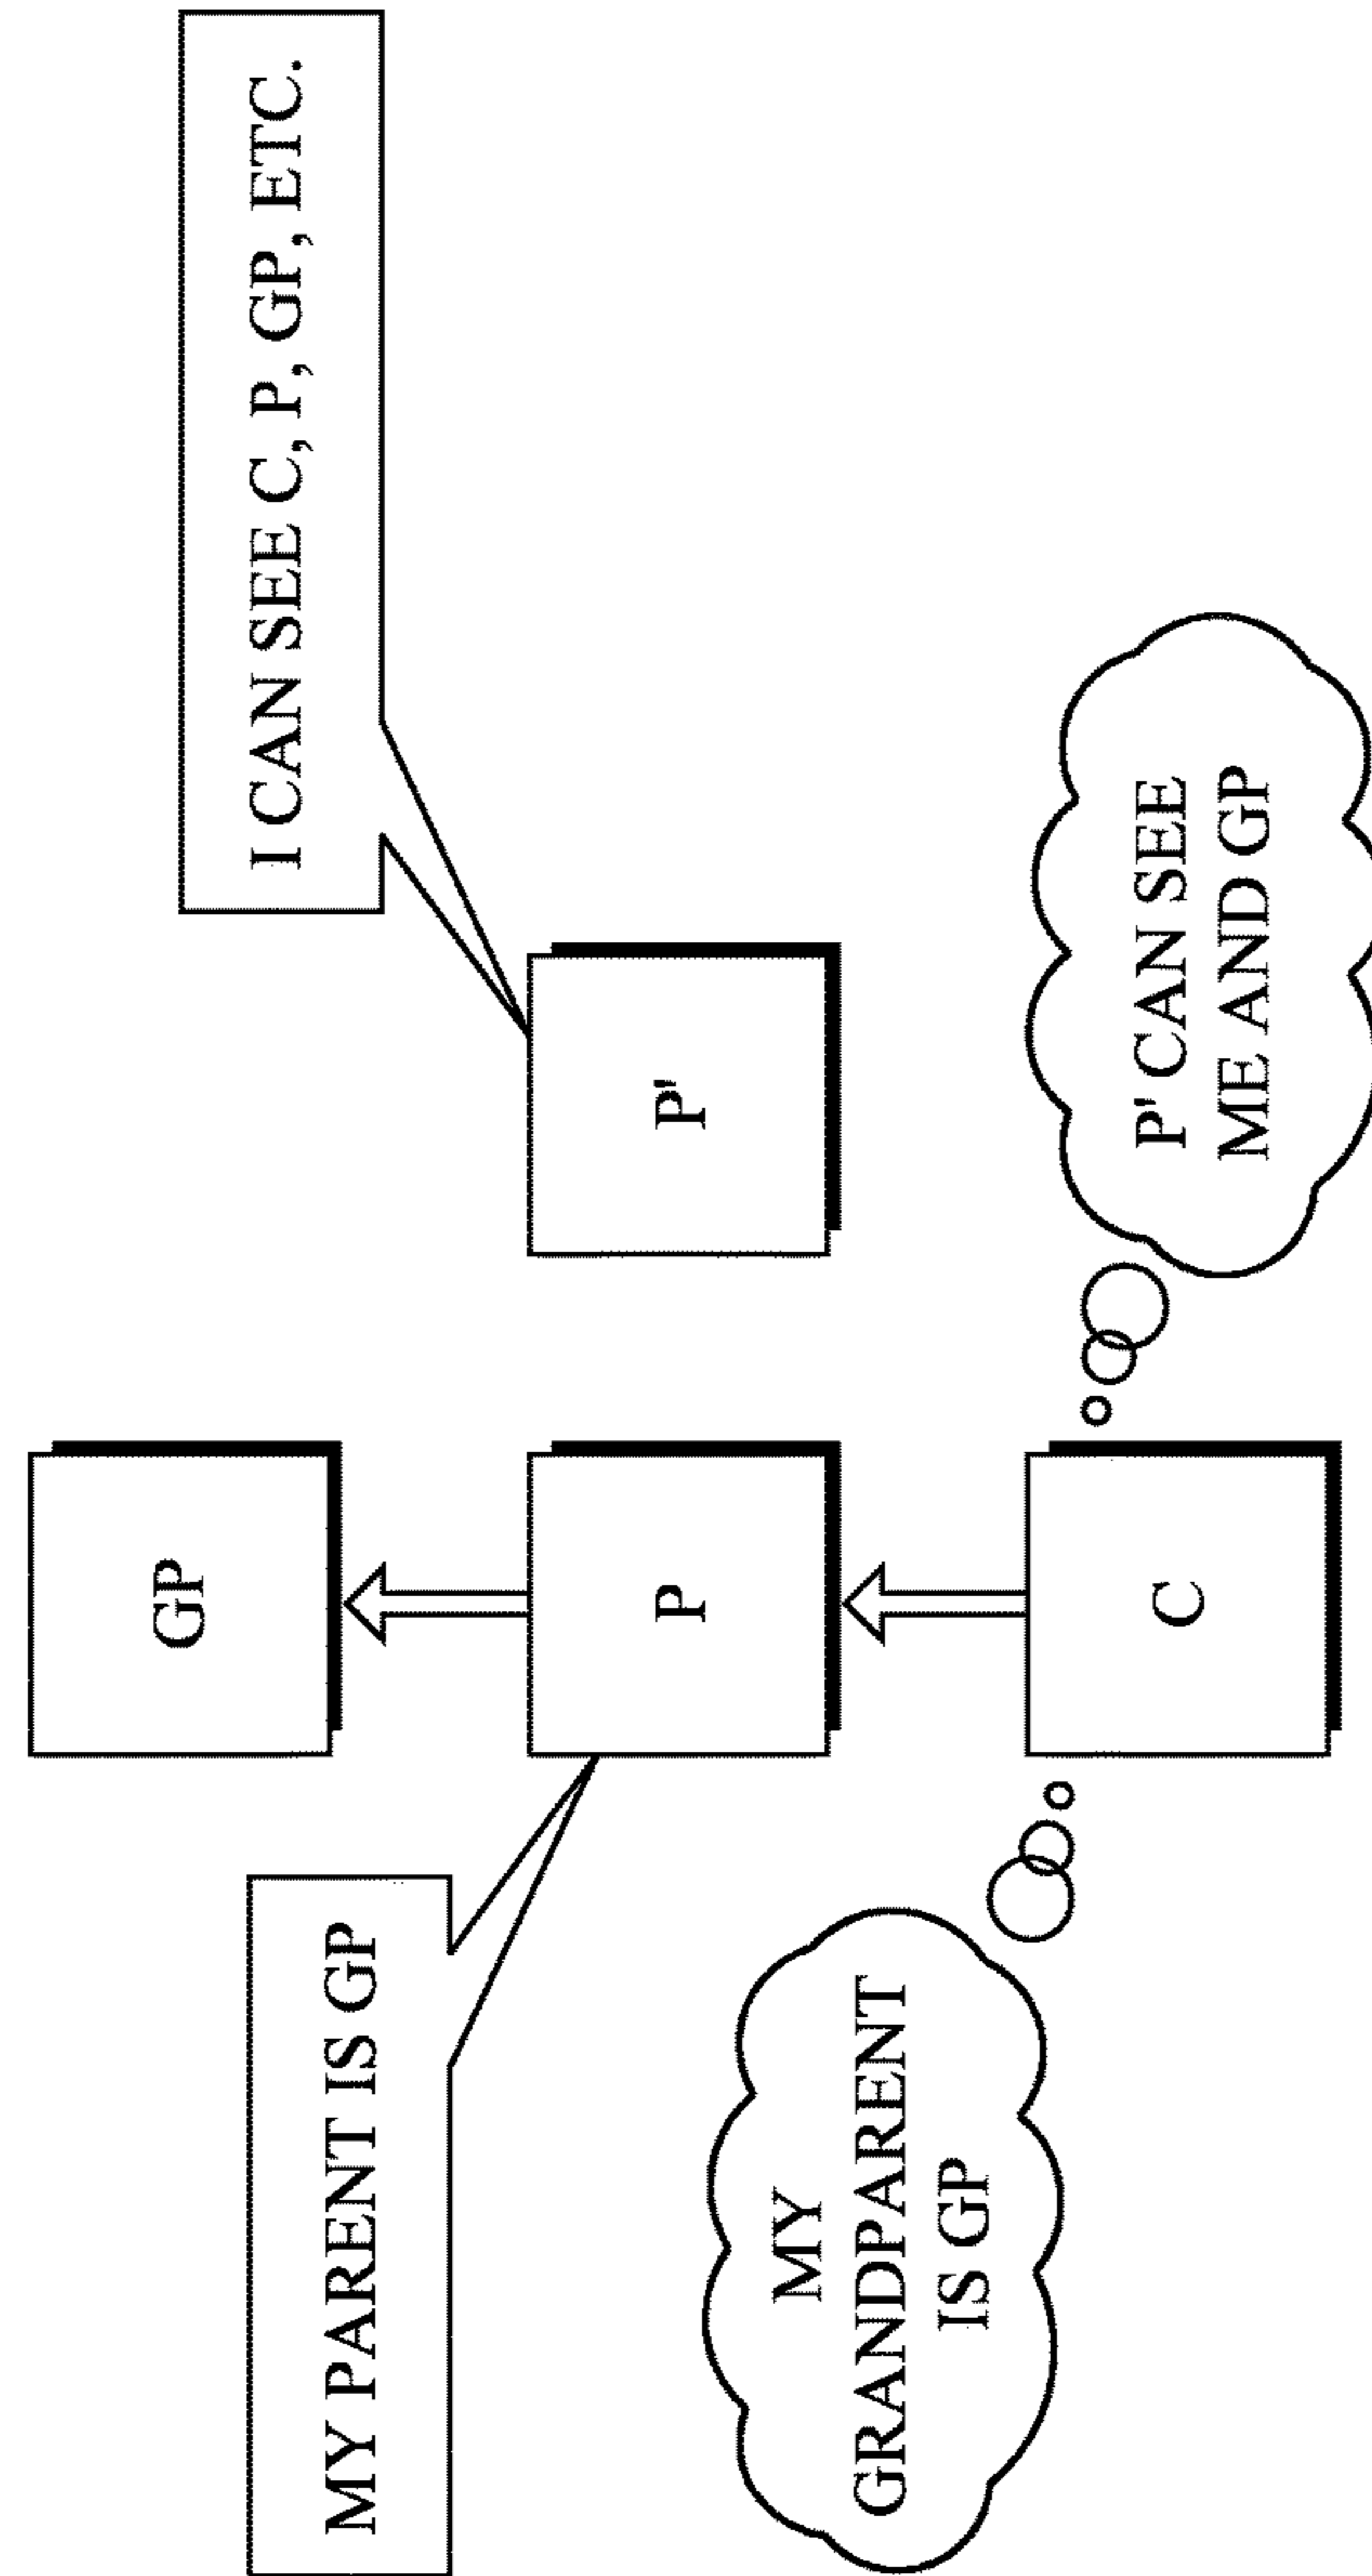 GP
MY PARENT IS GP
I CAN SEE C, P, GP, ETC.
P
P'
MY
GRANDPARENT
IS GP
C
P' CAN SEE
ME AND GP